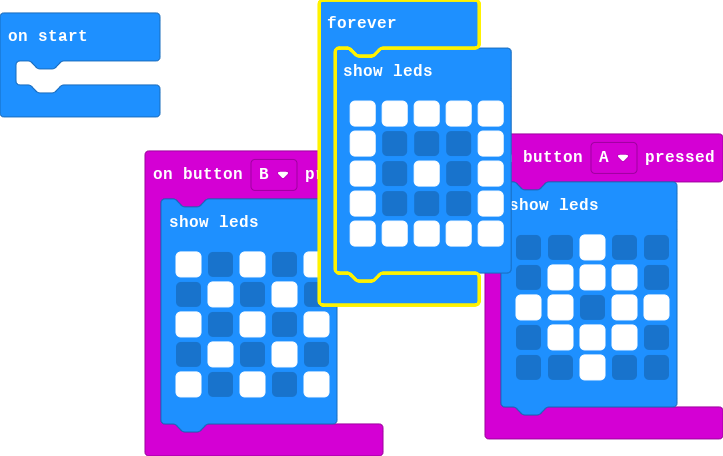 on start
forever
show leds
on button B
show leds
button A pressed
show leds